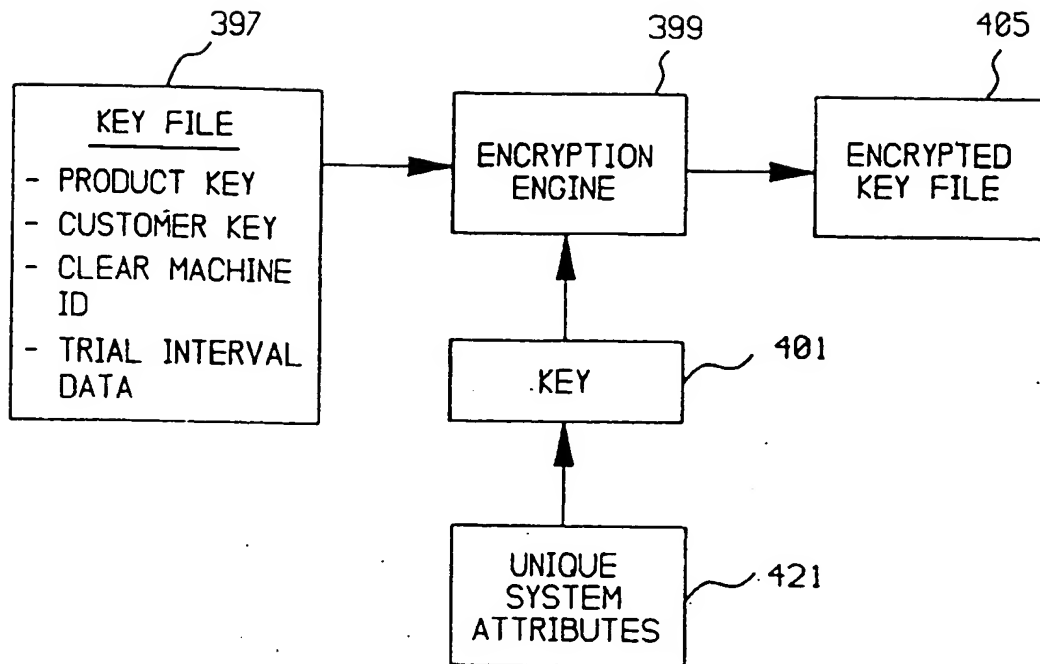 397
399
405
KEY FILE
- PRODUCT KEY
- CUSTOMER KEY
- CLEAR MACHINE
ID
- TRIAL INTERVAL
DATA
ENCRYPTION
ENGINE
ENCRYPTED
KEY FILE
KEY
401
UNIQUE
SYSTEM
ATTRIBUTES
421